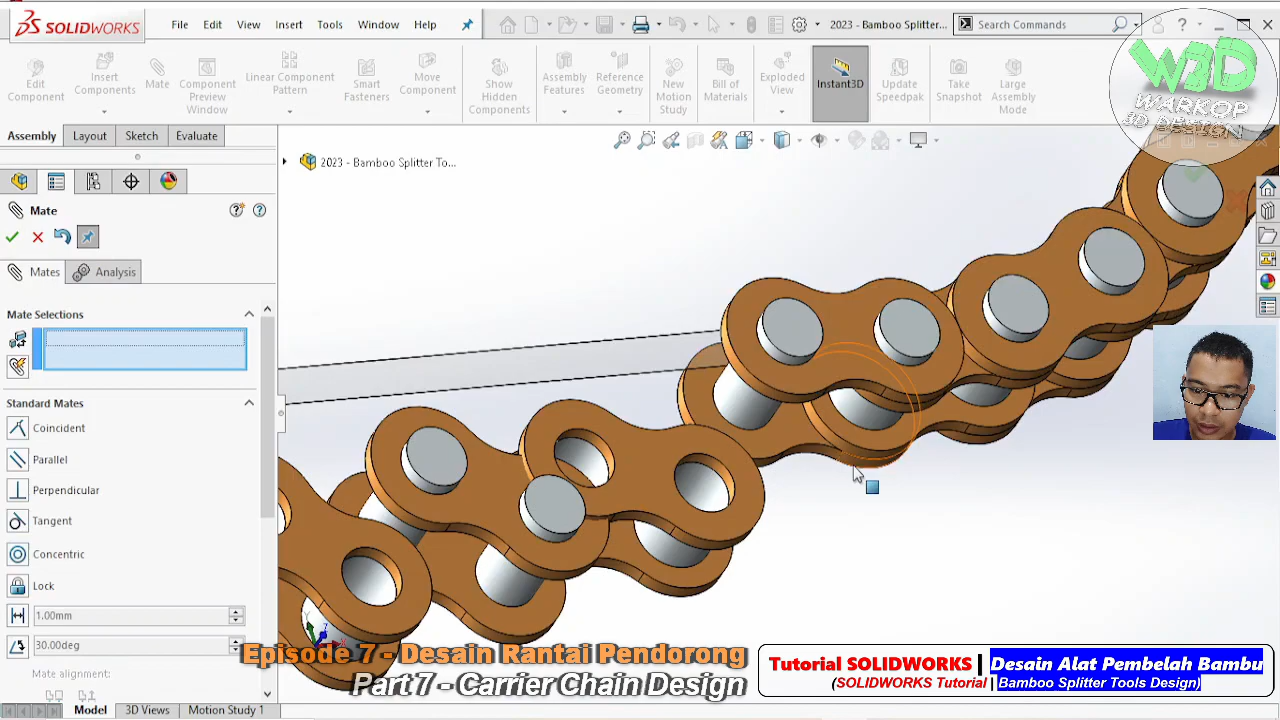 SOLIDWORKS
File Edit View Insert Tools Window Help
2023 - Bamboo Splitter...
Search Commands
Edit Component
Insert Components
Mate
Component Preview Window
Linear Component Pattern
Smart Fasteners
Move Component
Show Hidden Components
Assembly Features
Reference Geometry
New Motion Study
Bill of Materials
Exploded View
Instant3D
Update Speedpak
Take Snapshot
Large Assembly Mode
W3D
WARKOP
3D DESIGN
Assembly Layout Sketch Evaluate
2023 - Bamboo Splitter To...
Mate
Mates Analysis
Mate Selections
Standard Mates
Coincident
Parallel
Perpendicular
Tangent
Concentric
Lock
1.00mm
30.00deg
Mate alignment:
Episode 7 - Desain Rantai Pendorong
Part 7 - Carrier Chain Design
Tutorial SOLIDWORKS | Desain Alat Pembelah Bambu
(SOLIDWORKS Tutorial | Bamboo Splitter Tools Design)
Model 3D Views Motion Study 1